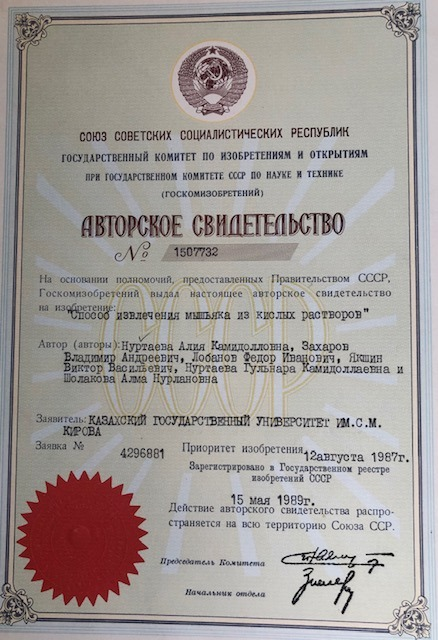 СОЮЗ СОВЕТСКИХ СОЦИАЛИСТИЧЕСКИХ РЕСПУБЛИК
ГОСУДАРСТВЕННЫЙ КОМИТЕТ ПО ИЗОБРЕТЕНИЯМ И ОТКРЫТИЯМ
ПРИ ГОСУДАРСТВЕННОМ КОМИТЕТЕ СССР ПО НАУКЕ И ТЕХНИКЕ
(ГОСКОМИЗОБРЕТЕНИЙ)
АВТОРСКОЕ СВИДЕТЕЛЬСТВО
№ 1507732
СССР
На основании полномочий, предоставленных Правительством СССР,
Госкомизобретений выдал настоящее авторское свидетельство
на изобретение:
"Способ извлечения мышьяка из кислых растворов"
Автор (авторы): Нуртаева Алия Камидолловна, Захаров
Владимир Андреевич, Лобанов Федор Иванович, Якшин
Виктор Васильевич, Нуртаева Гульнара Камидоллаевна и
Шолакова Алма Нурлановна
Заявитель: КАЗАХСКИЙ ГОСУДАРСТВЕННЫЙ УНИВЕРСИТЕТ ИМ.С.М.
КИРОВА
Заявка № 4296881 Приоритет изобретения 12августа 1987г.
Зарегистрировано в Государственном реестре
изобретений СССР
15 мая 1989г.
Действие авторского свидетельства распро-
страняется на всю территорию Союза ССР.
Председатель Комитета
Начальник отдела